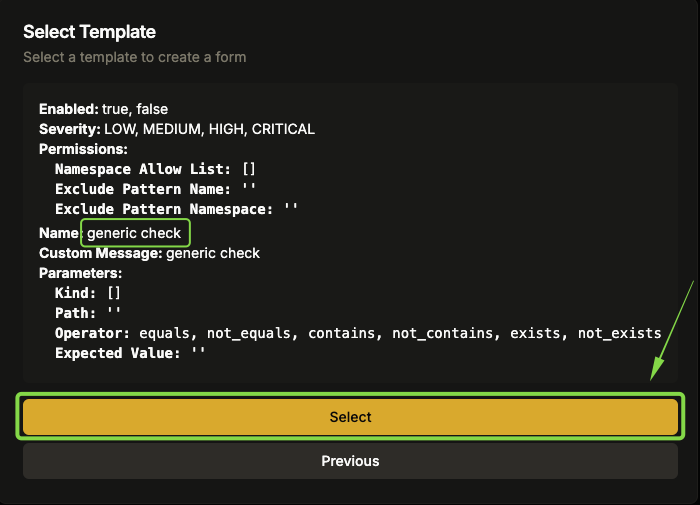 Select Template
Select a template to create a form
Enabled: true, false
Severity: LOW, MEDIUM, HIGH, CRITICAL
Permissions:
Namespace Allow List: []
Exclude Pattern Name: ''
Exclude Pattern Namespace: ''
Name: generic check
Custom Message: generic check
Parameters:
Kind: []
Path: ''
Operator: equals, not_equals, contains, not_contains, exists, not_exists
Expected Value: ''
Select
Previous